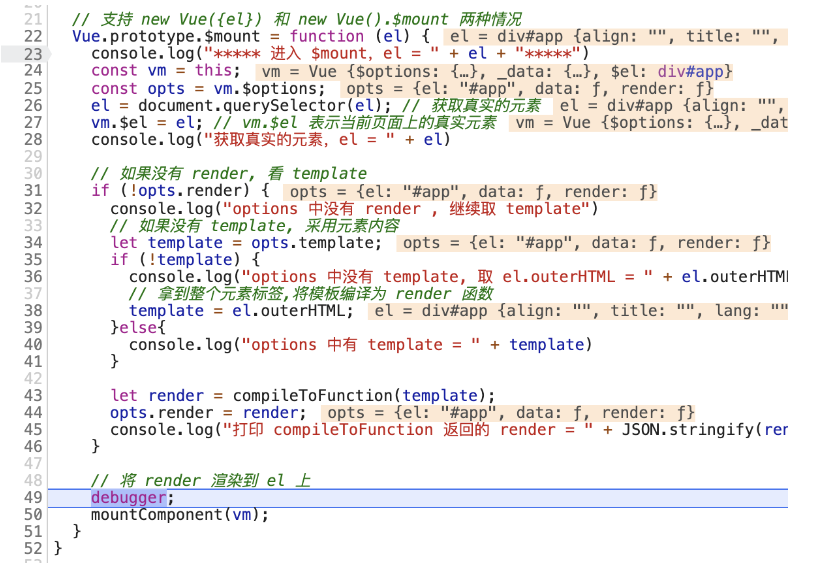 21 // 支持 new Vue({el}) 和 new Vue().$mount 两种情况
22 Vue.prototype.$mount = function (el) { el = div#app {align: "", title: "",
23 console.log("***** 进入 $mount, el = " + el + "*****")
24 const vm = this; vm = Vue {$options: {…}, _data: {…}, $el: div#app}
25 const opts = vm.$options; opts = {el: "#app", data: ƒ, render: ƒ}
26 el = document.querySelector(el); // 获取真实的元素 el = div#app {align: "",
27 vm.$el = el; // vm.$el 表示当前页面上的真实元素 vm = Vue {$options: {…}, _dat
28 console.log("获取真实的元素, el = " + el)
29
30 // 如果没有 render, 看 template
31 if (!opts.render) { opts = {el: "#app", data: ƒ, render: ƒ}
32 console.log("options 中没有 render , 继续取 template")
33 // 如果没有 template, 采用元素内容
34 let template = opts.template; opts = {el: "#app", data: ƒ, render: ƒ}
35 if (!template) {
36 console.log("options 中没有 template, 取 el.outerHTML = " + el.outerHTM
37 // 拿到整个元素标签,将模板编译为 render 函数
38 template = el.outerHTML; el = div#app {align: "", title: "", lang: ""
39 }else{
40 console.log("options 中有 template = " + template)
41 }
42
43 let render = compileToFunction(template);
44 opts.render = render; opts = {el: "#app", data: ƒ, render: ƒ}
45 console.log("打印 compileToFunction 返回的 render = " + JSON.stringify(ren
46 }
47
48 // 将 render 渲染到 el 上
49 debugger;
50 mountComponent(vm);
51 }
52 }